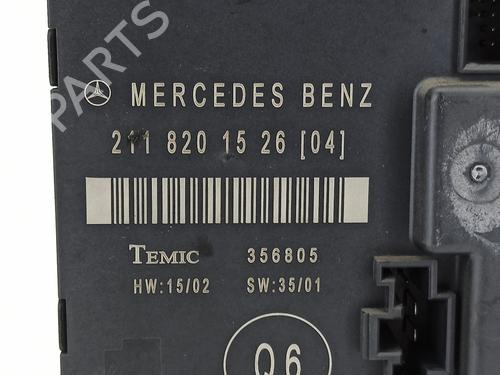 PARTS
MERCEDES BENZ
211 820 15 26 [04]
TEMIC 356805
HW:15/02 SW:35/01
Q6